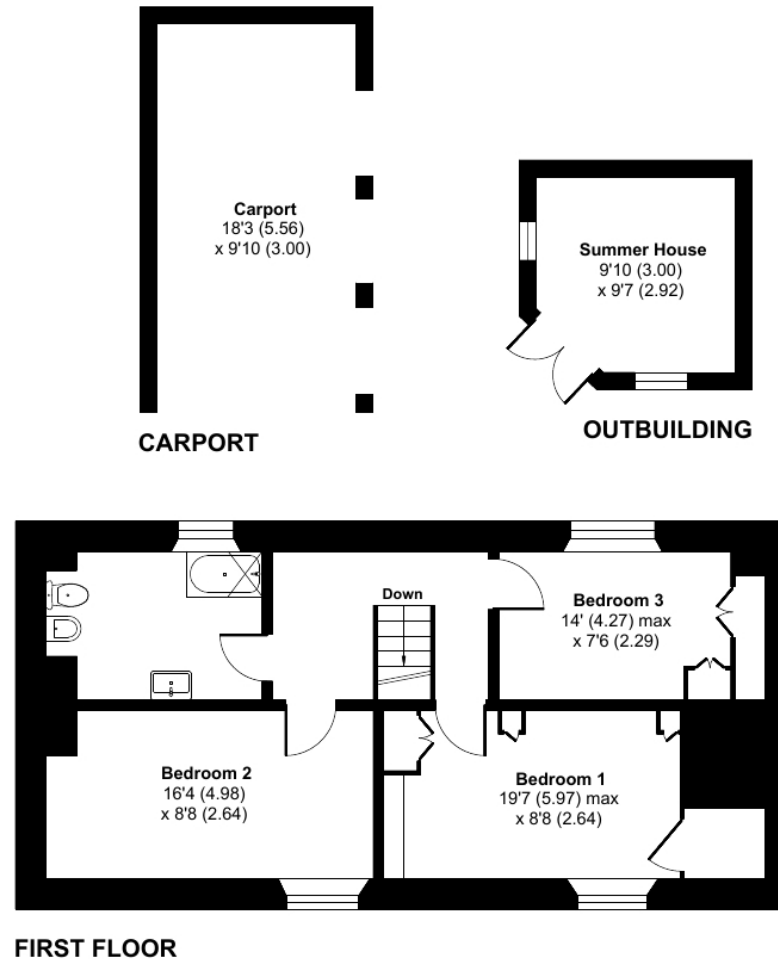 Carport
18'3 (5.56)
x 9'10 (3.00)
Summer House
9'10 (3.00)
x 9'7 (2.92)
CARPORT
OUTBUILDING
Down
Bedroom 3
14' (4.27) max
x 7'6 (2.29)
Bedroom 2
16'4 (4.98)
x 8'8 (2.64)
Bedroom 1
19'7 (5.97) max
x 8'8 (2.64)
FIRST FLOOR